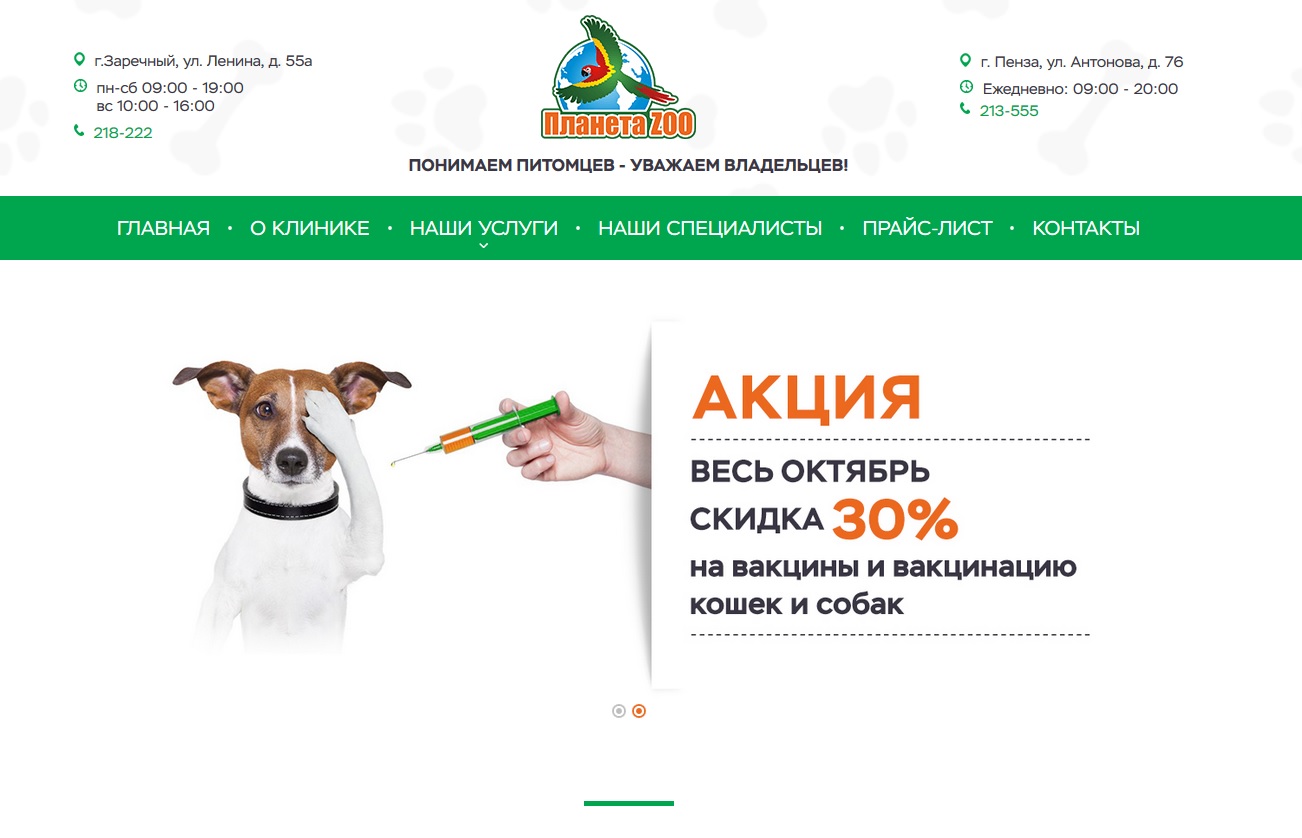 г.Заречный, ул. Ленина, д. 55а
пн-сб 09:00 - 19:00
вс 10:00 - 16:00
218-222
Планета ZOO
ПОНИМАЕМ ПИТОМЦЕВ - УВАЖАЕМ ВЛАДЕЛЬЦЕВ!
г. Пенза, ул. Антонова, д. 76
Ежедневно: 09:00 - 20:00
213-555
ГЛАВНАЯ • О КЛИНИКЕ • НАШИ УСЛУГИ • НАШИ СПЕЦИАЛИСТЫ • ПРАЙС-ЛИСТ • КОНТАКТЫ
АКЦИЯ
ВЕСЬ ОКТЯБРЬ
СКИДКА 30%
на вакцины и вакцинацию
кошек и собак